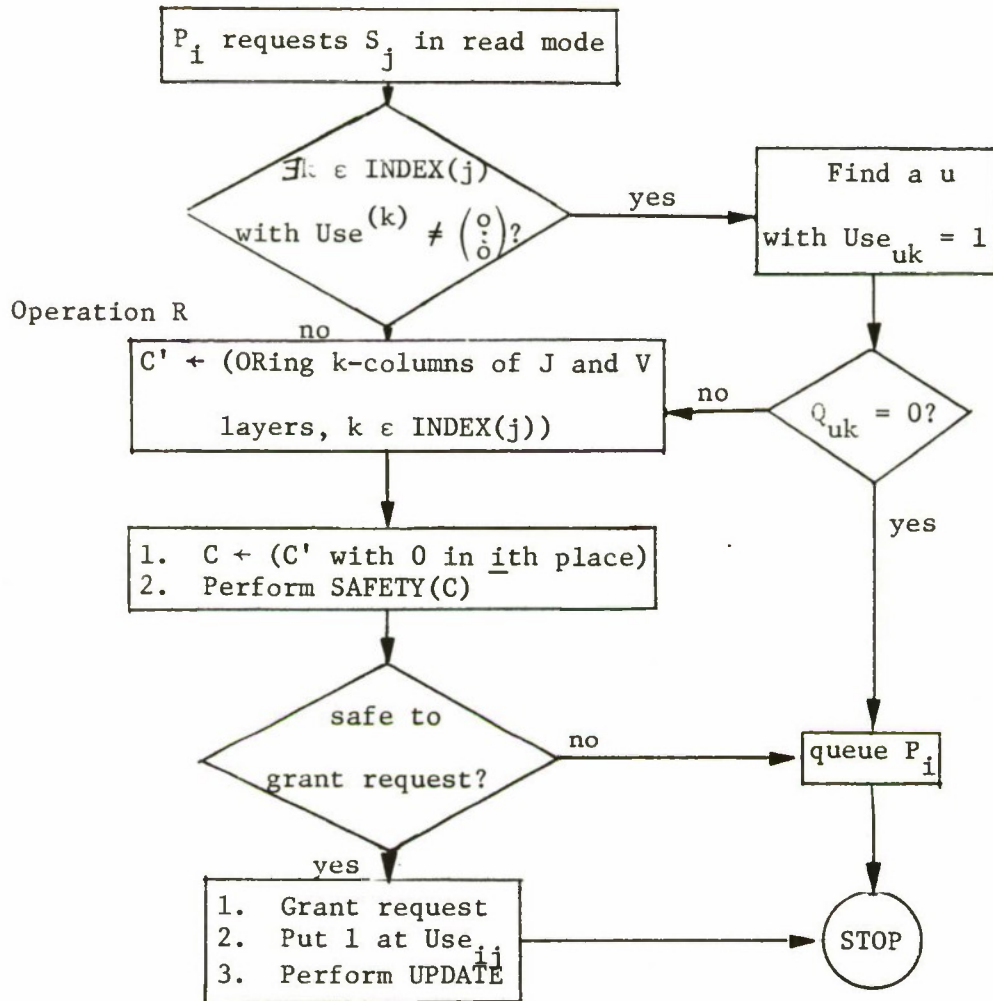 P_i requests S_j in read mode
∃k ε INDEX(j)
with Use^(k) ≠ (o ⋮ o)?
yes
Find a u
with Use_uk = 1
Operation R
no
C' ← (ORing k-columns of J and V
layers, k ε INDEX(j))
no
Q_uk = 0?
yes
1. C ← (C' with 0 in ith place)
2. Perform SAFETY(C)
safe to
grant request?
no
queue P_i
yes
1. Grant request
2. Put 1 at Use_ij
3. Perform UPDATE
STOP